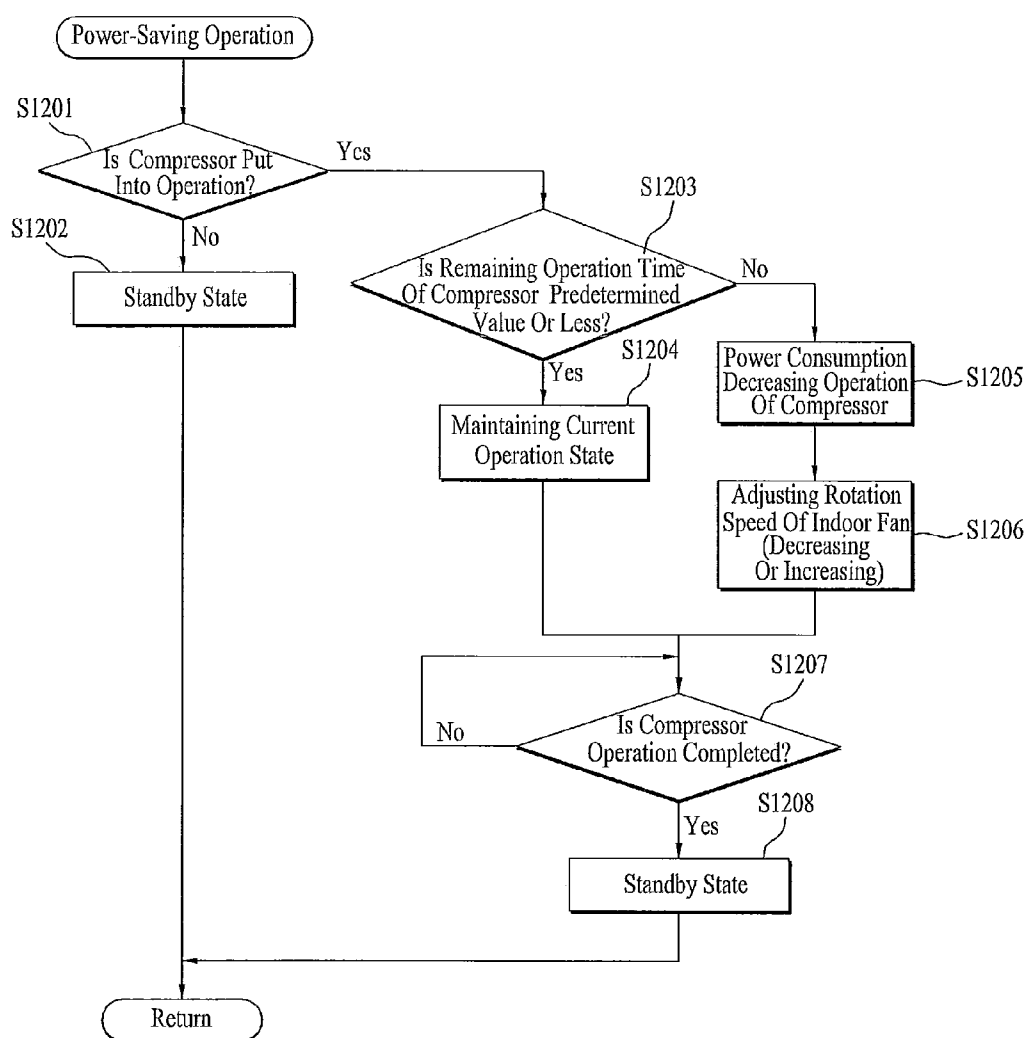 Power-Saving Operation
S1201
Is Compressor Put
Into Operation?
Yes
No
S1202
Standby State
S1203
Is Remaining Operation Time
Of Compressor Predetermined
Value Or Less?
No
Yes
S1204
Maintaining Current
Operation State
Power Consumption
Decreasing Operation
Of Compressor
S1205
Adjusting Rotation
Speed Of Indoor Fan
(Decreasing
Or Increasing)
S1206
S1207
Is Compressor
Operation Completed?
No
Yes
S1208
Standby State
Return